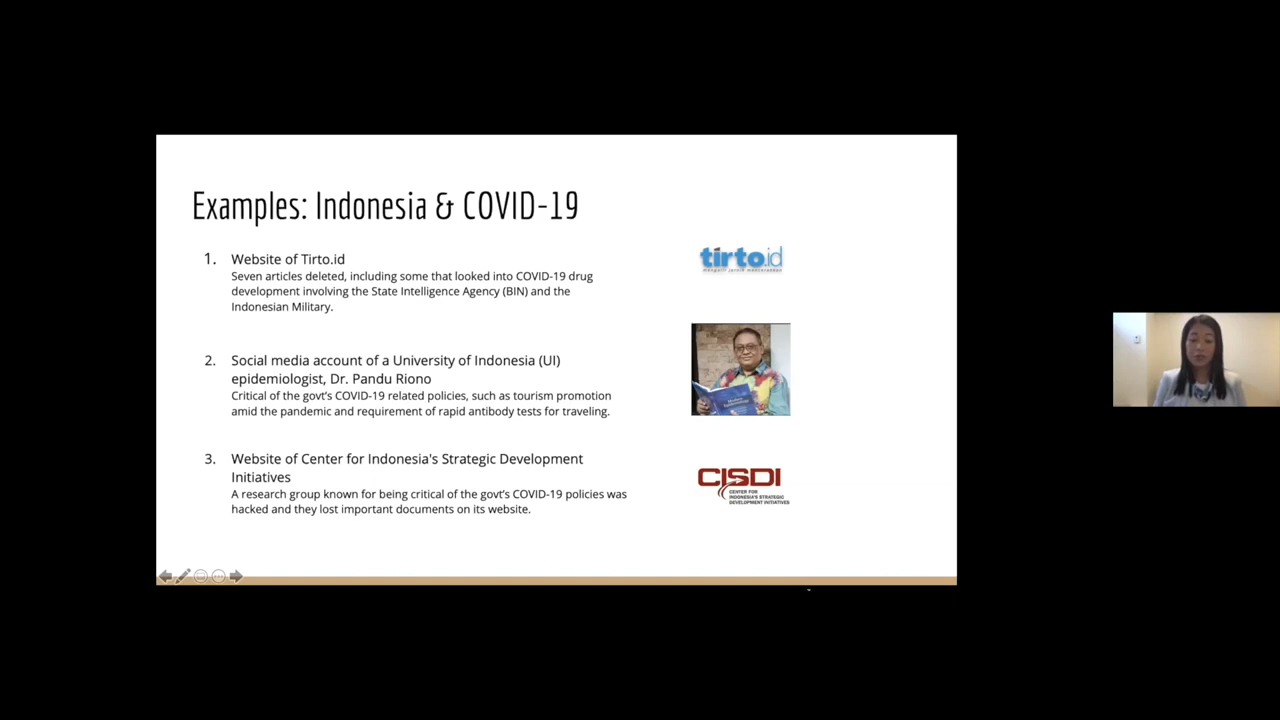 Examples: Indonesia & COVID-19
1. Website of Tirto.id
Seven articles deleted, including some that looked into COVID-19 drug
development involving the State Intelligence Agency (BIN) and the
Indonesian Military.
2. Social media account of a University of Indonesia (UI)
epidemiologist, Dr. Pandu Riono
Critical of the govt's COVID-19 related policies, such as tourism promotion
amid the pandemic and requirement of rapid antibody tests for traveling.
3. Website of Center for Indonesia's Strategic Development
Initiatives
A research group known for being critical of the govt's COVID-19 policies was
hacked and they lost important documents on its website.
tirto.id
CISDI
CENTER FOR
INDONESIA'S STRATEGIC
DEVELOPMENT INITIATIVES